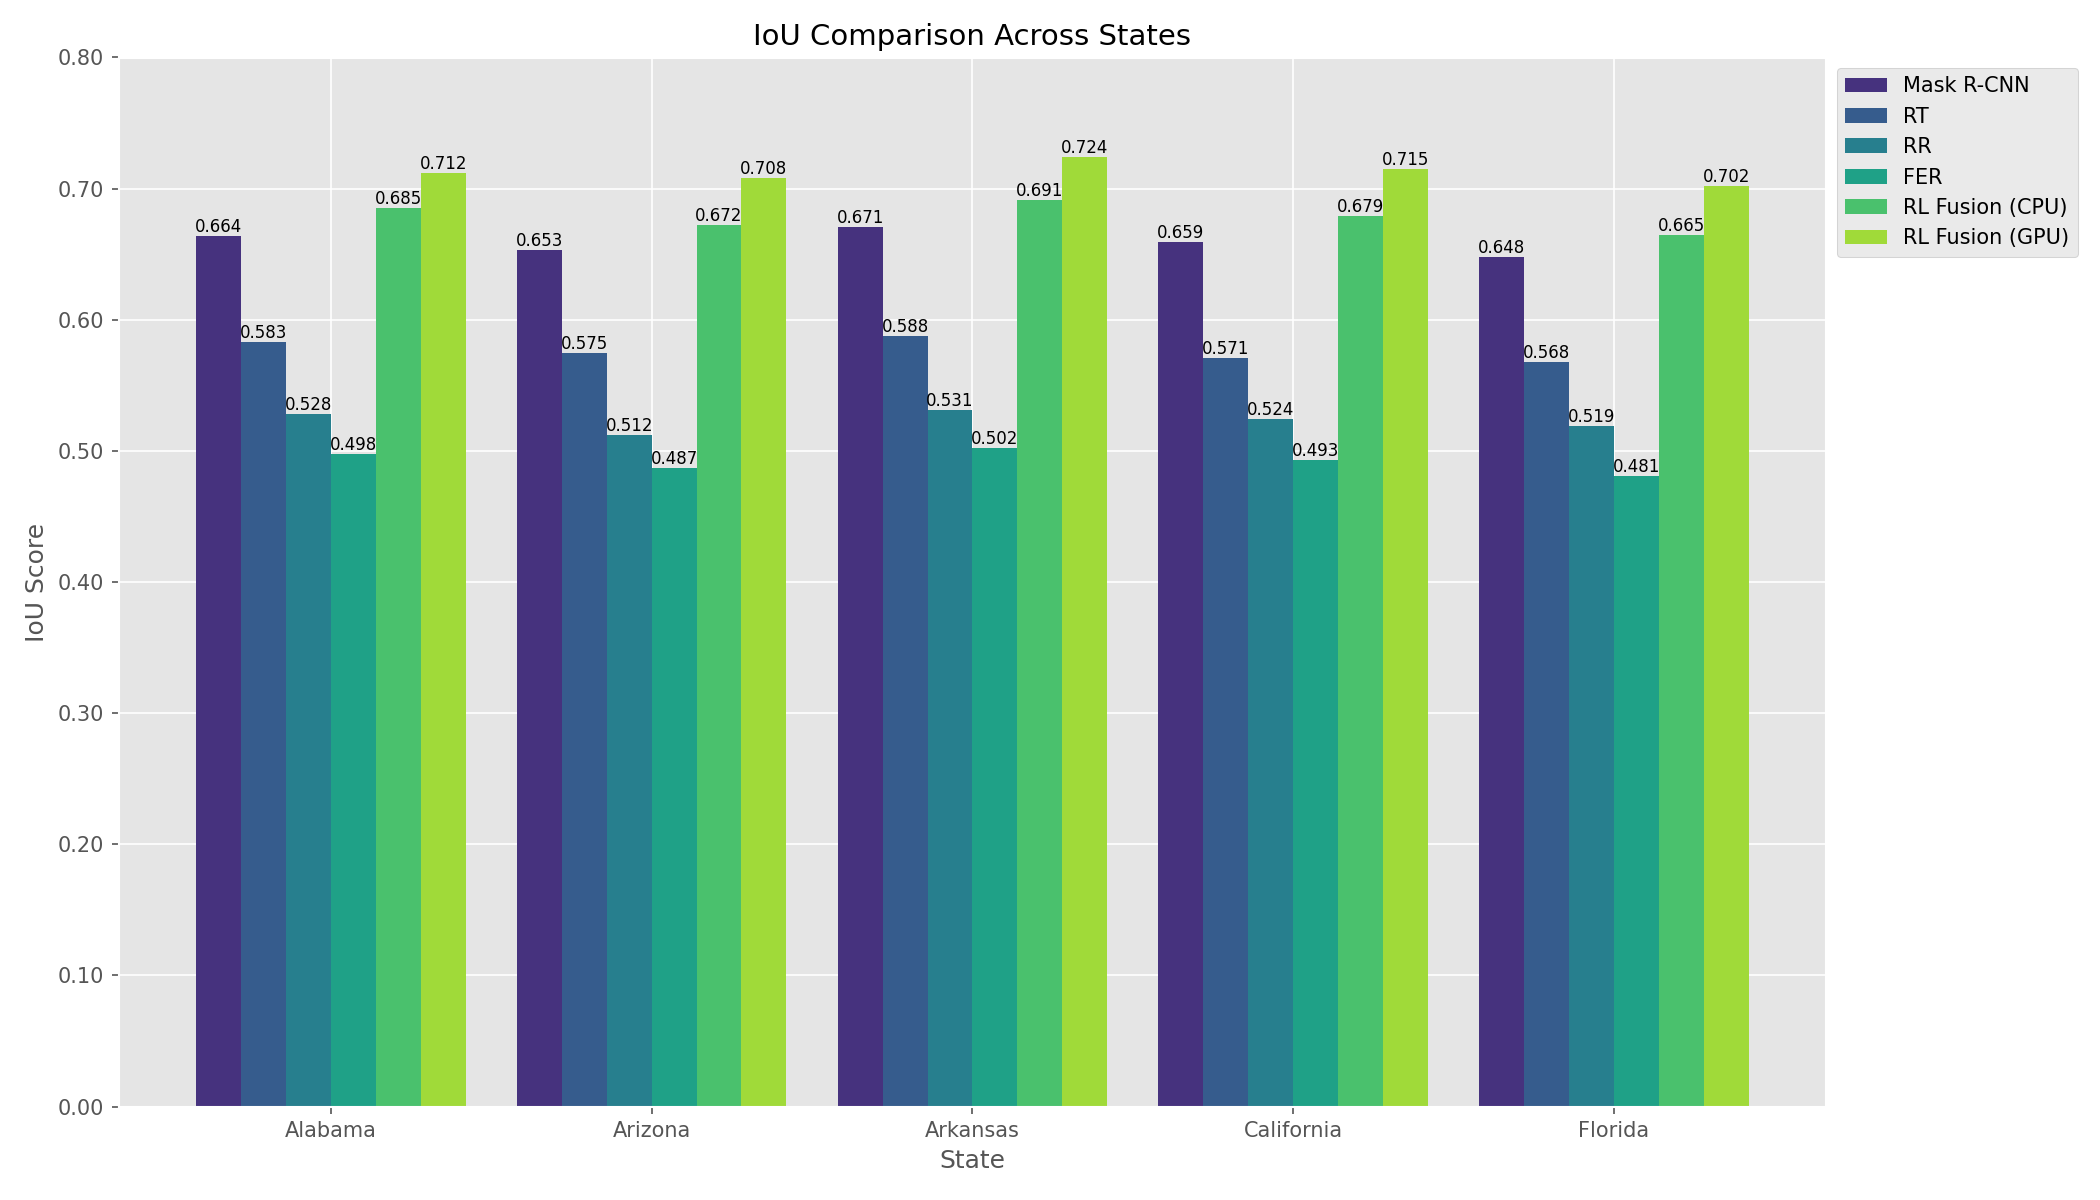 IoU Comparison Across States
0.80
0.70
0.60
0.50
0.40
0.30
0.20
0.10
0.00
IoU Score
0.664
0.583
0.528
0.498
0.685
0.712
0.653
0.575
0.512
0.487
0.672
0.708
0.671
0.588
0.531
0.502
0.691
0.724
0.659
0.571
0.524
0.493
0.679
0.715
0.648
0.568
0.519
0.481
0.665
0.702
Alabama
Arizona
Arkansas
California
Florida
State
Mask R-CNN
RT
RR
FER
RL Fusion (CPU)
RL Fusion (GPU)